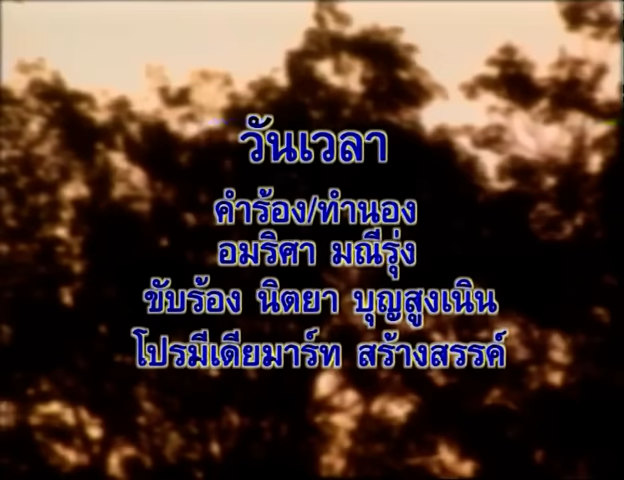 วันเวลา
คำร้อง/ทำนอง
อมริศา มณีรุ่ง
ขับร้อง นิตยา บุญสูงเนิน
โปรมีเดียมาร์ท สร้างสรรค์